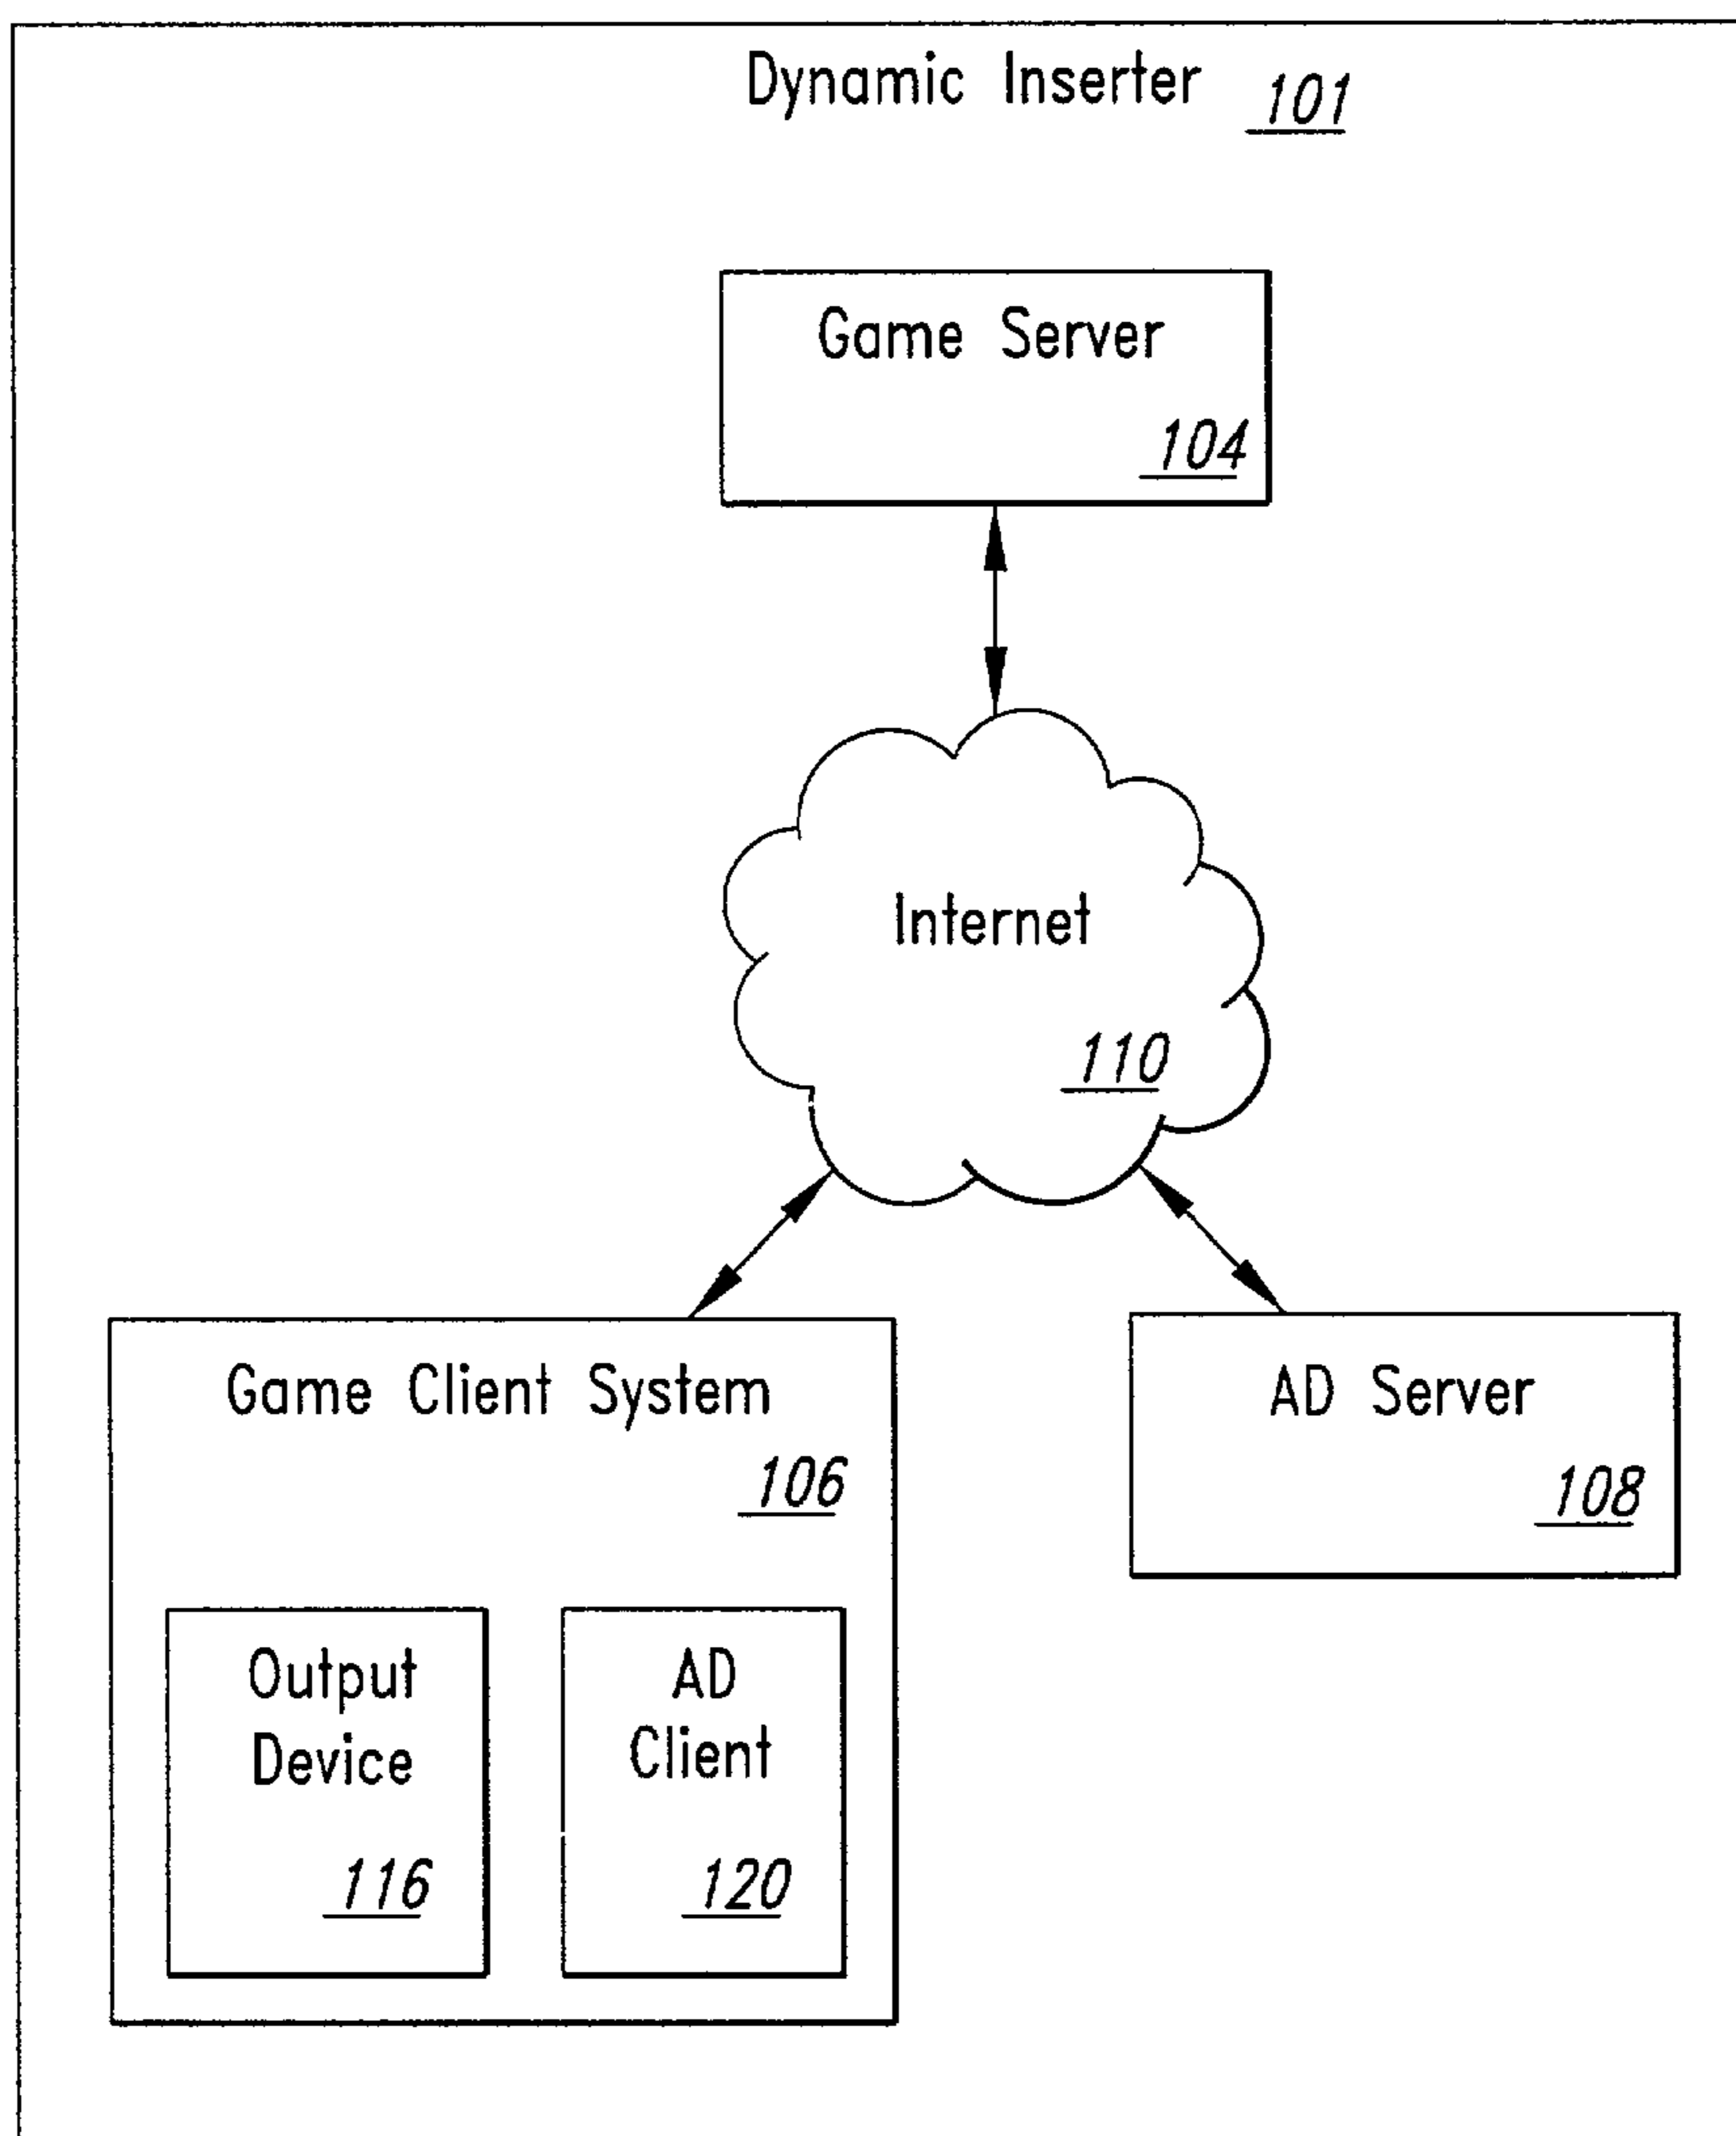 Dynamic Inserter 101
Game Server
104
Internet
110
Game Client System
106
AD Server
108
Output
Device
116
AD
Client
120